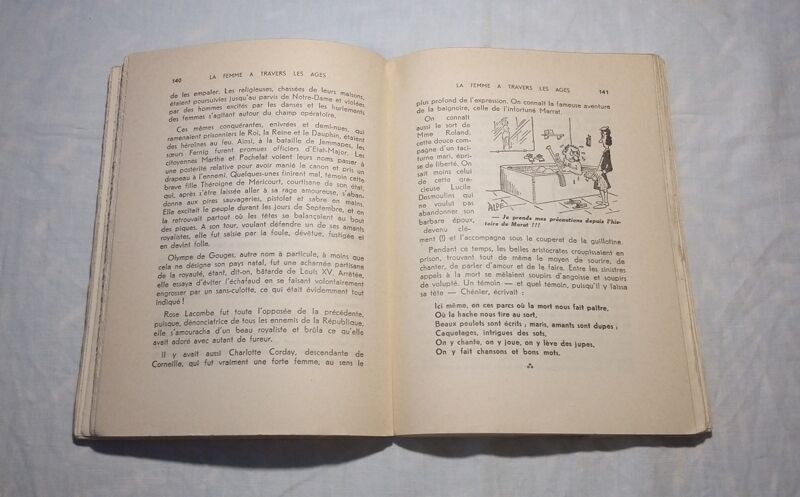 140 LA FEMME A TRAVERS LES AGES
de les empaler. Les religieuses, chassées de leurs maisons,
étaient poursuivies jusqu'au parvis de Notre-Dame et violées
par des hommes excités par les danses et les hurlements
des femmes s'agitant autour du champ opératoire.
Ces mêmes conquérantes, enivrées et demi-nues, qui
ramenaient prisonniers le Roi, la Reine et le Dauphin, étaient
des héroïnes au feu. Ainsi, à la bataille de Jemmapes, les
sœurs Fernig furent promues officiers d'Etat-Major. Les
citoyennes Marthe et Pochelat voient leurs noms passer à
une postérité relative pour avoir manié le canon et pris un
drapeau à l'ennemi. Quelques-unes finirent mal, témoin cette
brave fille Théroigne de Méricourt, courtisane de son état,
qui, après s'être laissée aller à sa rage amoureuse, s'aban-
donna aux pires sauvageries, pistolet et sabre en mains.
Elle excitait le peuple durant les jours de Septembre, et on
la retrouvait partout où les têtes se balançaient au bout
des piques. A son tour, voulant défendre un de ses amants
royalistes, elle fut saisie par la foule, dévêtue, fustigée et
en devint folle.
Olympe de Gouges, autre nom à particule, à moins que
cela ne désigne son pays natal, fut une acharnée partisane
de la royauté, étant, dit-on, bâtarde de Louis XV. Arrêtée,
elle essaya d'éviter l'échafaud en se faisant volontairement
engrosser par un sans-culotte, ce qui était évidemment tout
indiqué !
Rose Lacombe fut toute l'opposée de la précédente,
puisque, dénonciatrice de tous les ennemis de la République,
elle s'amouracha d'un beau royaliste et brûla ce qu'elle
avait adoré avec autant de fureur.
Il y avait aussi Charlotte Corday, descendante de
Corneille, qui fut vraiment une forte femme, au sens le
LA FEMME A TRAVERS LES AGES 141
plus profond de l'expression. On connaît la fameuse aventure
de la baignoire, celle de l'infortuné Marrat.
On connaît
aussi le sort de
Mme Roland,
cette douce com-
pagne d'un taci-
turne mari, épri-
se de liberté. On
sait moins celui
de cette gra-
cieuse Lucile
Desmoulins qui
ne voulut pas
abandonner son
barbare époux,
devenu clé-
ment (!) et l'accompagna sous le couperet de la guillotine.
ALPÉ
— Je prends mes précautions depuis l'his-
toire de Marat !!!
Pendant ce temps, les belles aristocrates croupissaient en
prison, trouvant tout de même le moyen de sourire, de
chanter, de parler d'amour et de le faire. Entre les sinistres
appels à la mort se mêlaient soupirs d'angoisse et soupirs
de volupté. Un témoin — et quel témoin, puisqu'il y laissa
sa tête — Chénier, écrivait :
Ici même, en ces parcs où la mort nous fait paître,
Où la hache nous tire au sort,
Beaux poulets sont écrits ; maris, amants sont dupes ;
Caquetages, intrigues des sots,
On y chante, on y joue, on y lève des jupes,
On y fait chansons et bons mots.
⁂